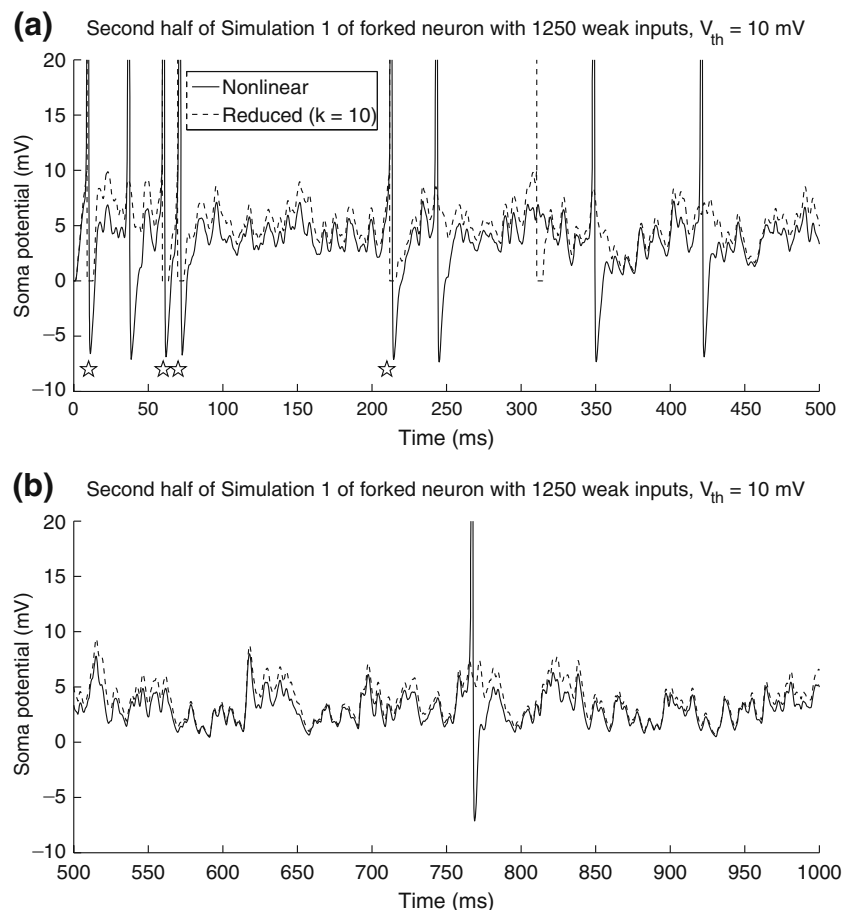 (a) Second half of Simulation 1 of forked neuron with 1250 weak inputs, Vth = 10 mV
20
15
10
5
0
−5
−10
Soma potential (mV)
Nonlinear
Reduced (k = 10)
0 50 100 150 200 250 300 350 400 450 500
Time (ms)
(b) Second half of Simulation 1 of forked neuron with 1250 weak inputs, Vth = 10 mV
20
15
10
5
0
−5
−10
Soma potential (mV)
500 550 600 650 700 750 800 850 900 950 1000
Time (ms)